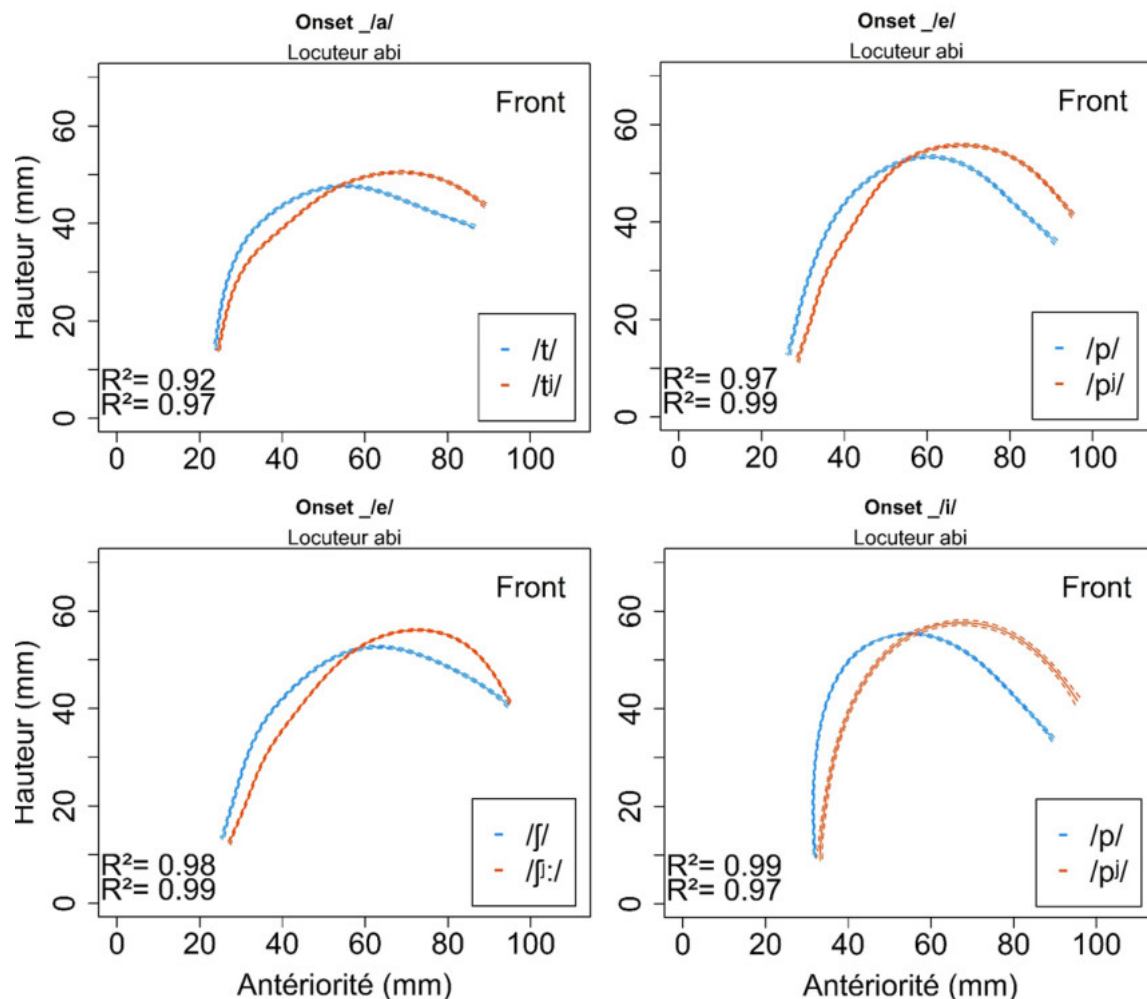 Onset _/a/
Locuteur abi
Hauteur (mm)
60
40
20
0
Front
R²= 0.92
R²= 0.97
/t/
/tʲ/
0 20 40 60 80 100
Onset _/e/
Locuteur abi
60
40
20
0
Front
R²= 0.97
R²= 0.99
/p/
/pʲ/
0 20 40 60 80 100
Onset _/e/
Locuteur abi
Hauteur (mm)
60
40
20
0
Front
R²= 0.98
R²= 0.99
/ʃ/
/ʃʲː/
0 20 40 60 80 100
Antériorité (mm)
Onset _/i/
Locuteur abi
60
40
20
0
Front
R²= 0.99
R²= 0.97
/p/
/pʲ/
0 20 40 60 80 100
Antériorité (mm)